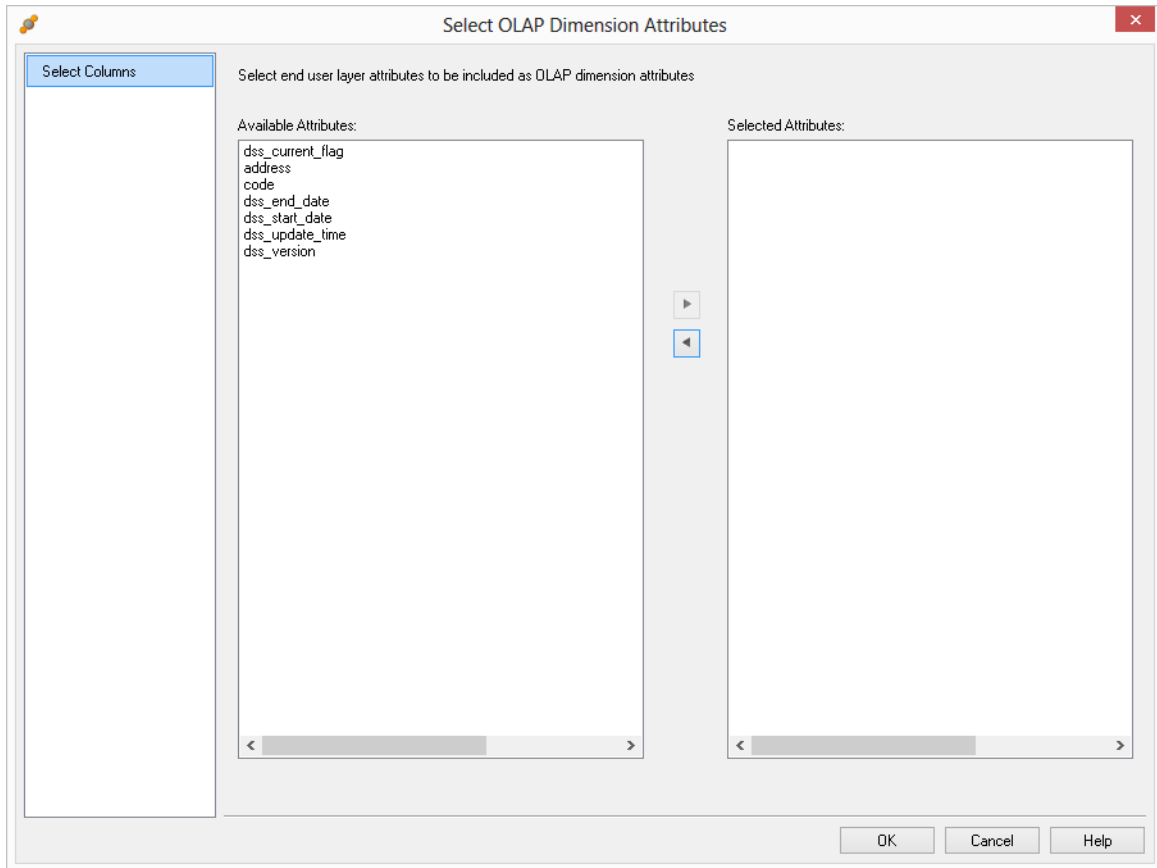 Select OLAP Dimension Attributes
Select Columns
Select end user layer attributes to be included as OLAP dimension attributes
Available Attributes:
Selected Attributes:
dss_current_flag
address
code
dss_end_date
dss_start_date
dss_update_time
dss_version
OK
Cancel
Help